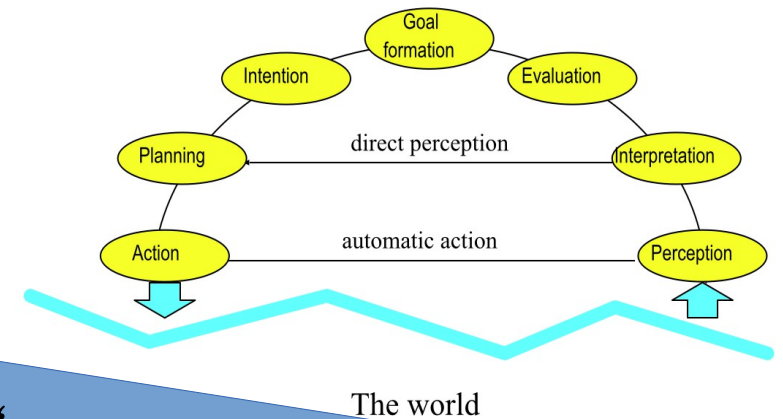 Goal
formation
Intention
Evaluation
Planning
direct perception
Interpretation
Action
automatic action
Perception
The world